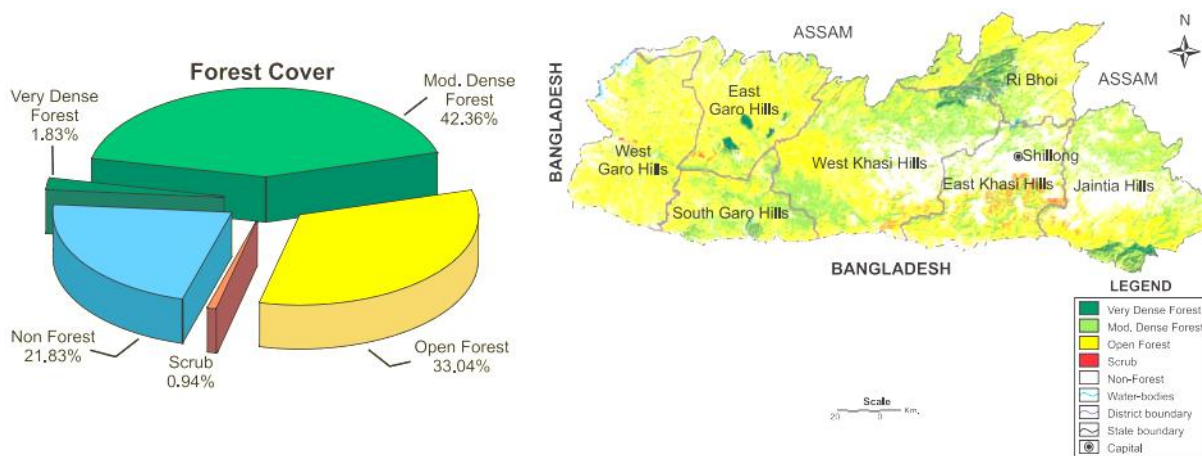 Forest Cover
Very Dense
Forest
1.83%
Mod. Dense
Forest
42.36%
Non Forest
21.83%
Scrub
0.94%
Open Forest
33.04%
ASSAM
N
BANGLADESH
East
Garo Hills
Ri Bhoi
ASSAM
West
Garo Hills
West Khasi Hills
Shillong
East Khasi Hills
Jaintia Hills
South Garo Hills
BANGLADESH
LEGEND
Very Dense Forest
Mod. Dense Forest
Open Forest
Scrub
Non-Forest
Water-bodies
District boundary
State boundary
Capital
Scale
20 0 Km.